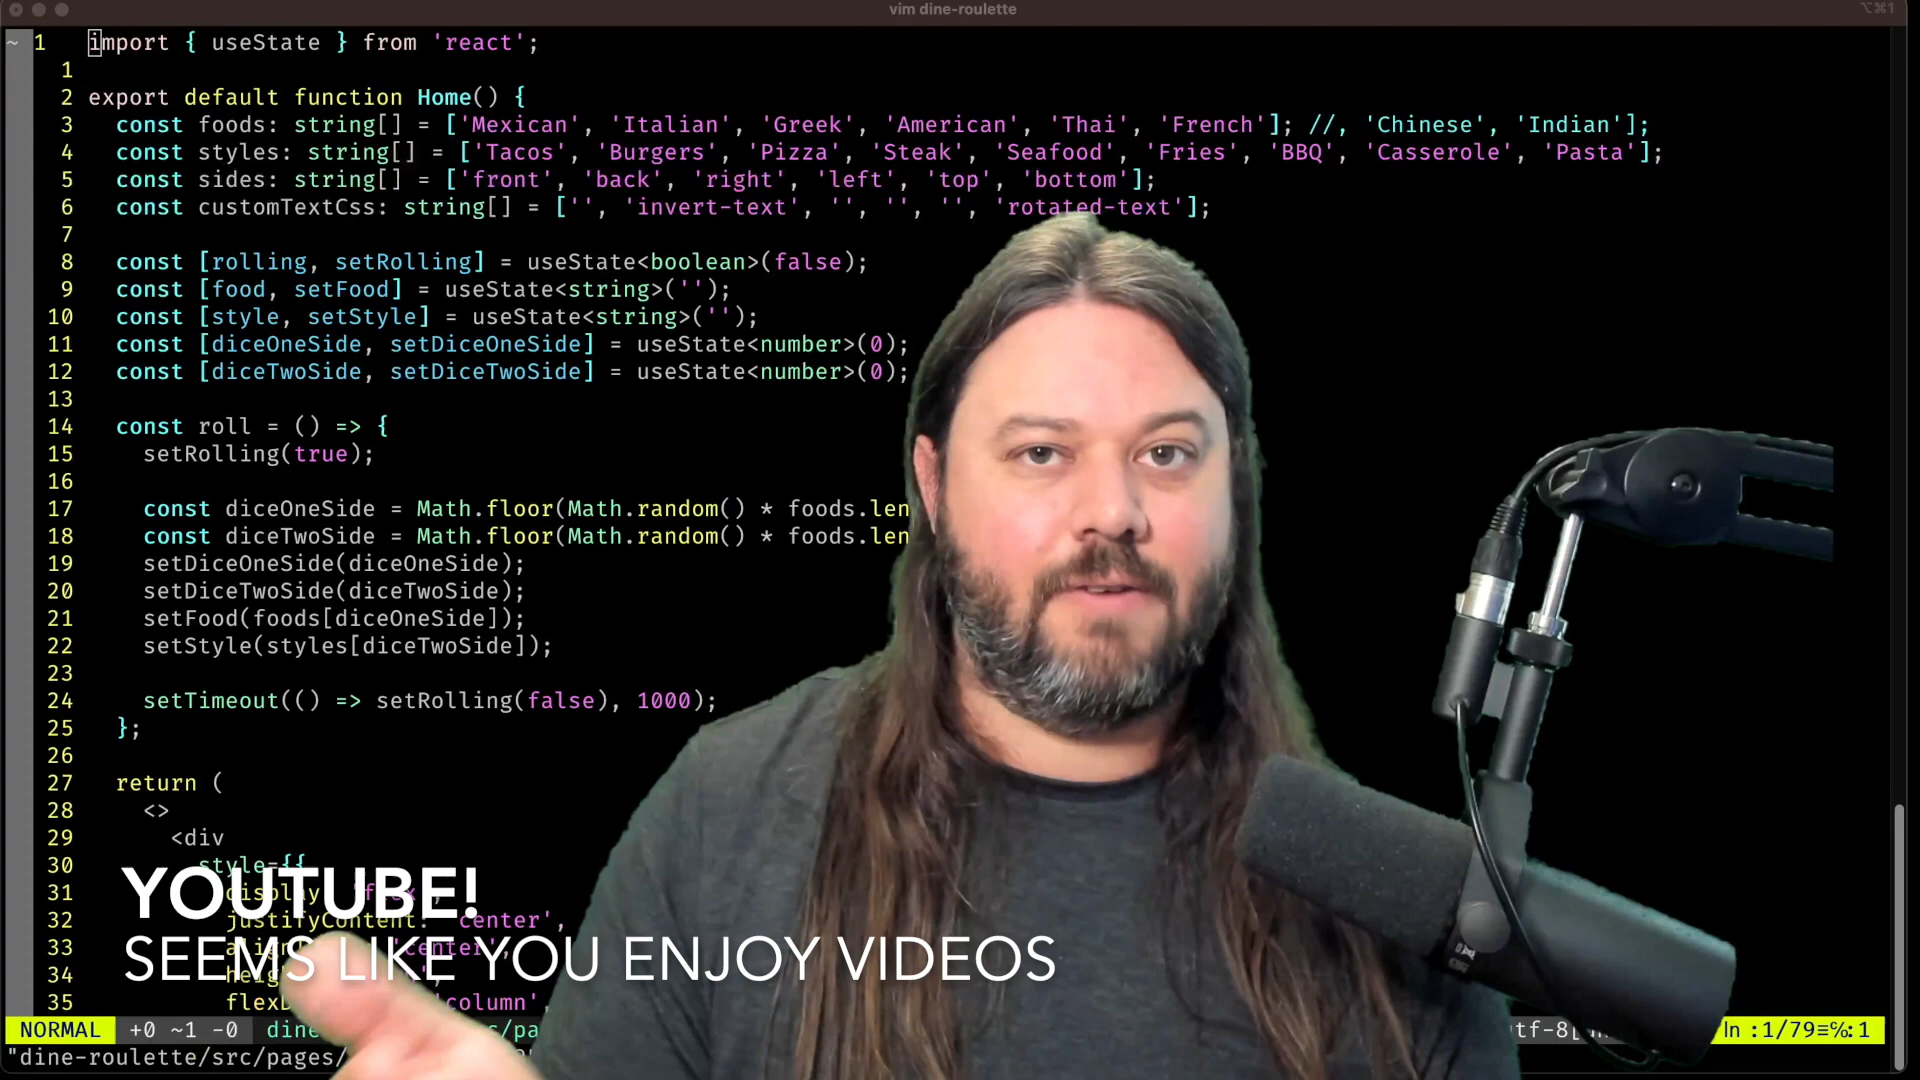 vim dine-roulette
⌥⌘1
~ 1 import { useState } from 'react';
1
2 export default function Home() {
3 const foods: string[] = ['Mexican', 'Italian', 'Greek', 'American', 'Thai', 'French']; //, 'Chinese', 'Indian'];
4 const styles: string[] = ['Tacos', 'Burgers', 'Pizza', 'Steak', 'Seafood', 'Fries', 'BBQ', 'Casserole', 'Pasta'];
5 const sides: string[] = ['front', 'back', 'right', 'left', 'top', 'bottom'];
6 const customTextCss: string[] = ['', 'invert-text', '', '', '', 'rotated-text'];
7
8 const [rolling, setRolling] = useState<boolean>(false);
9 const [food, setFood] = useState<string>('');
10 const [style, setStyle] = useState<string>('');
11 const [diceOneSide, setDiceOneSide] = useState<number>(0);
12 const [diceTwoSide, setDiceTwoSide] = useState<number>(0);
13
14 const roll = () => {
15 setRolling(true);
16
17 const diceOneSide = Math.floor(Math.random() * foods.len
18 const diceTwoSide = Math.floor(Math.random() * foods.len
19 setDiceOneSide(diceOneSide);
20 setDiceTwoSide(diceTwoSide);
21 setFood(foods[diceOneSide]);
22 setStyle(styles[diceTwoSide]);
23
24 setTimeout(() => setRolling(false), 1000);
25 };
26
27 return (
28 <>
29 <div
30 style={{
31 display
32 justifyContent: 'center',
33 'center',
34
35 'column',
YOUTUBE!
SEEMS LIKE YOU ENJOY VIDEOS
NORMAL +0 ~1 -0 ln :1/79≡℅:1
"dine-roulette/src/pages/